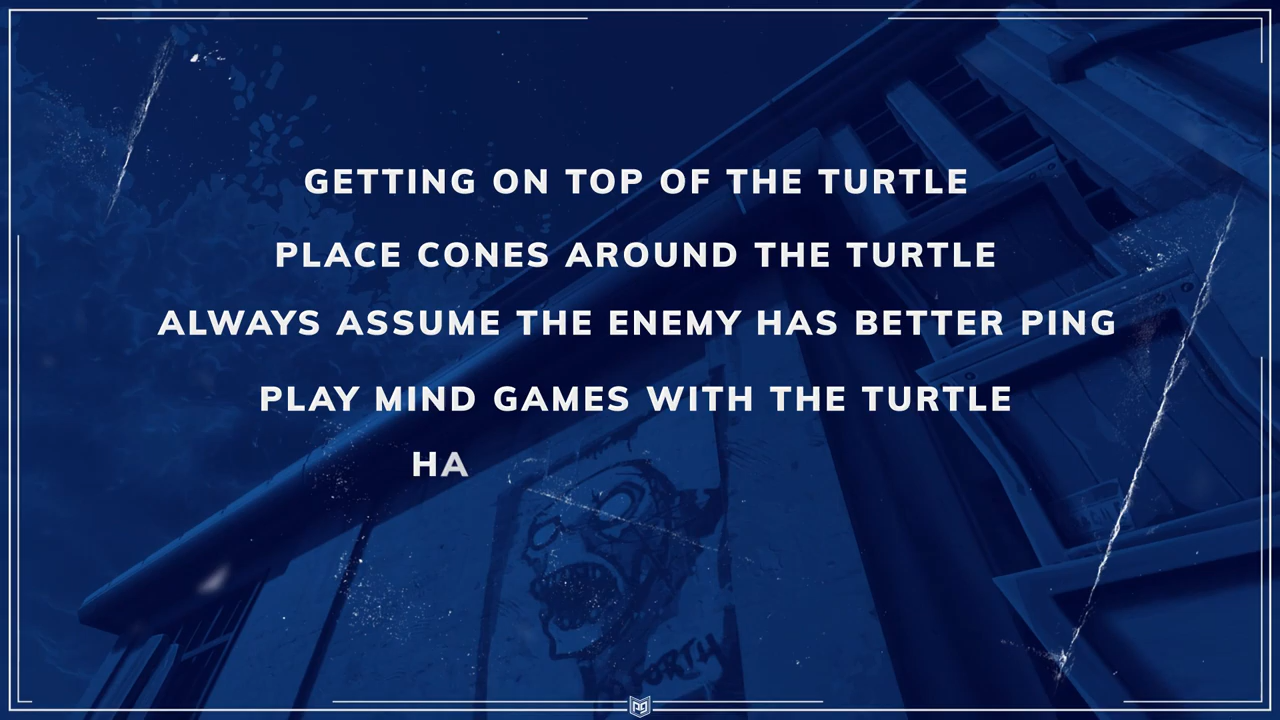 GETTING ON TOP OF THE TURTLE
PLACE CONES AROUND THE TURTLE
ALWAYS ASSUME THE ENEMY HAS BETTER PING
PLAY MIND GAMES WITH THE TURTLE
HA